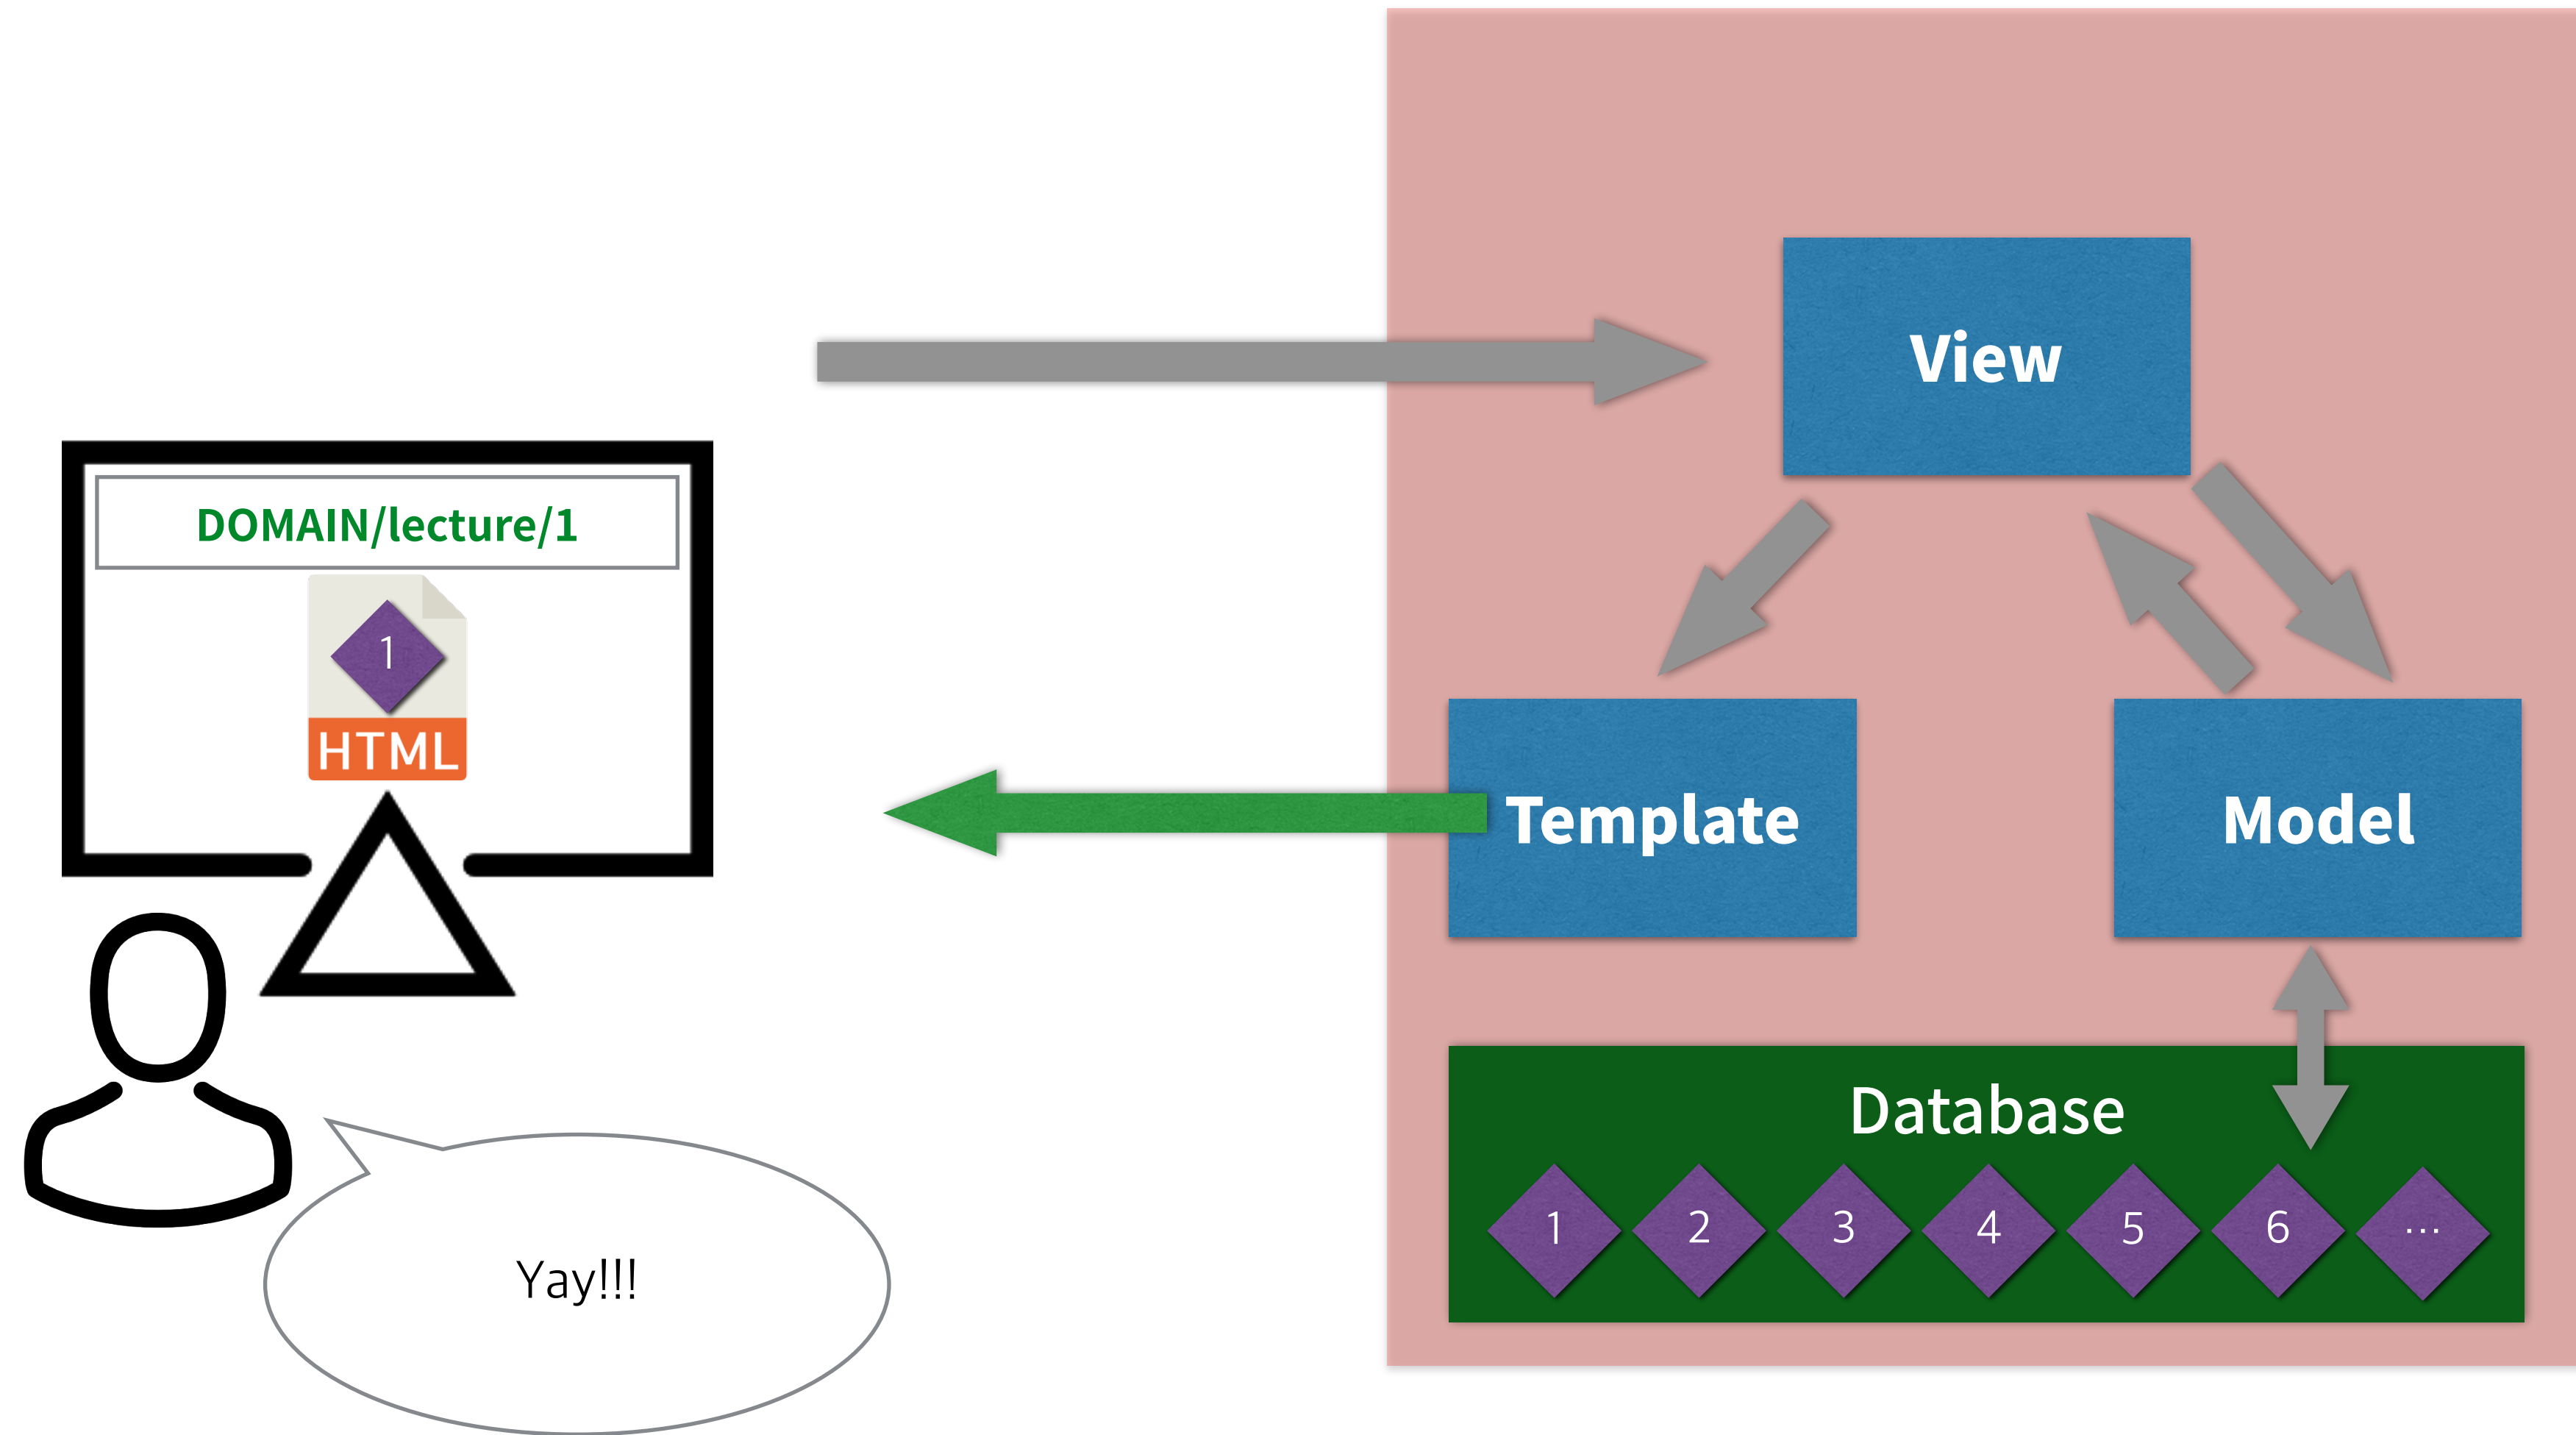 DOMAIN/lecture/1
1
HTML
Yay!!!
View
Template
Model
Database
1 2 3 4 5 6 ...